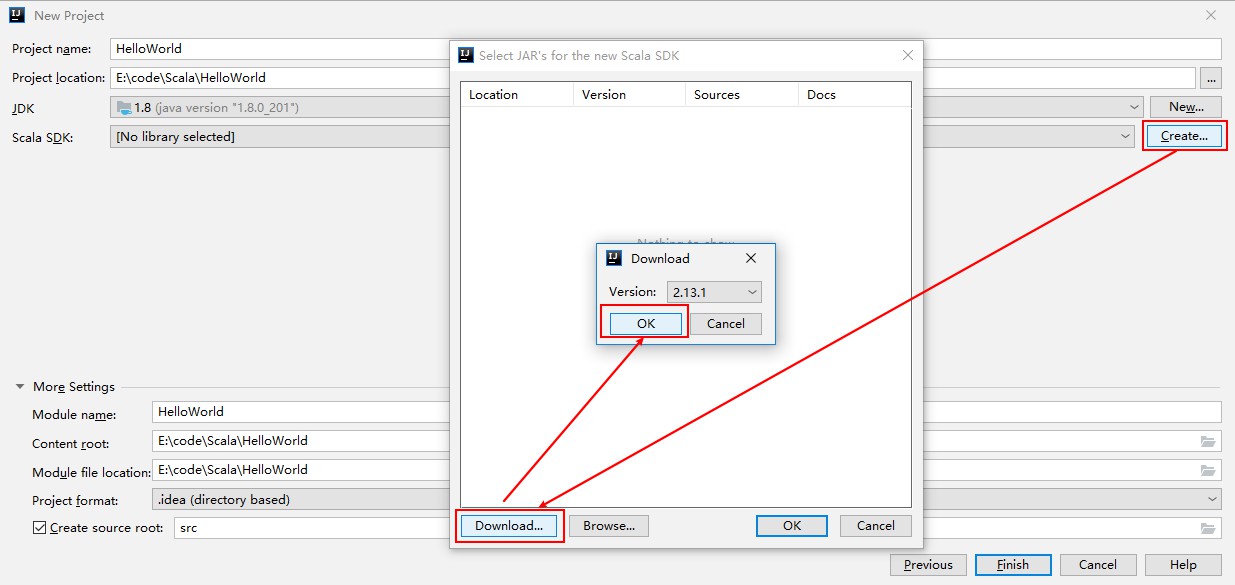 New Project
Project name: HelloWorld
Project location: E:\code\Scala\HelloWorld ...
JDK 1.8 (java version "1.8.0_201") New...
Scala SDK: [No library selected] Create...
Select JAR's for the new Scala SDK
Location Version Sources Docs
Nothing to show
Download
Version: 2.13.1
OK Cancel
More Settings
Module name: HelloWorld
Content root: E:\code\Scala\HelloWorld
Module file location: E:\code\Scala\HelloWorld
Project format: .idea (directory based)
Create source root: src
Download... Browse... OK Cancel
Previous Finish Cancel Help